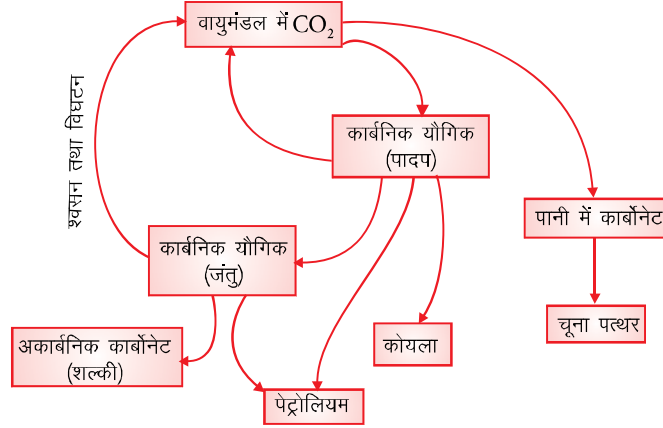 वायुमंडल में CO₂
श्वसन तथा विघटन
कार्बनिक यौगिक
(पादप)
पानी में कार्बोनेट
कार्बनिक यौगिक
(जंतु)
चूना पत्थर
अकार्बनिक कार्बोनेट
(शल्की)
कोयला
पेट्रोलियम